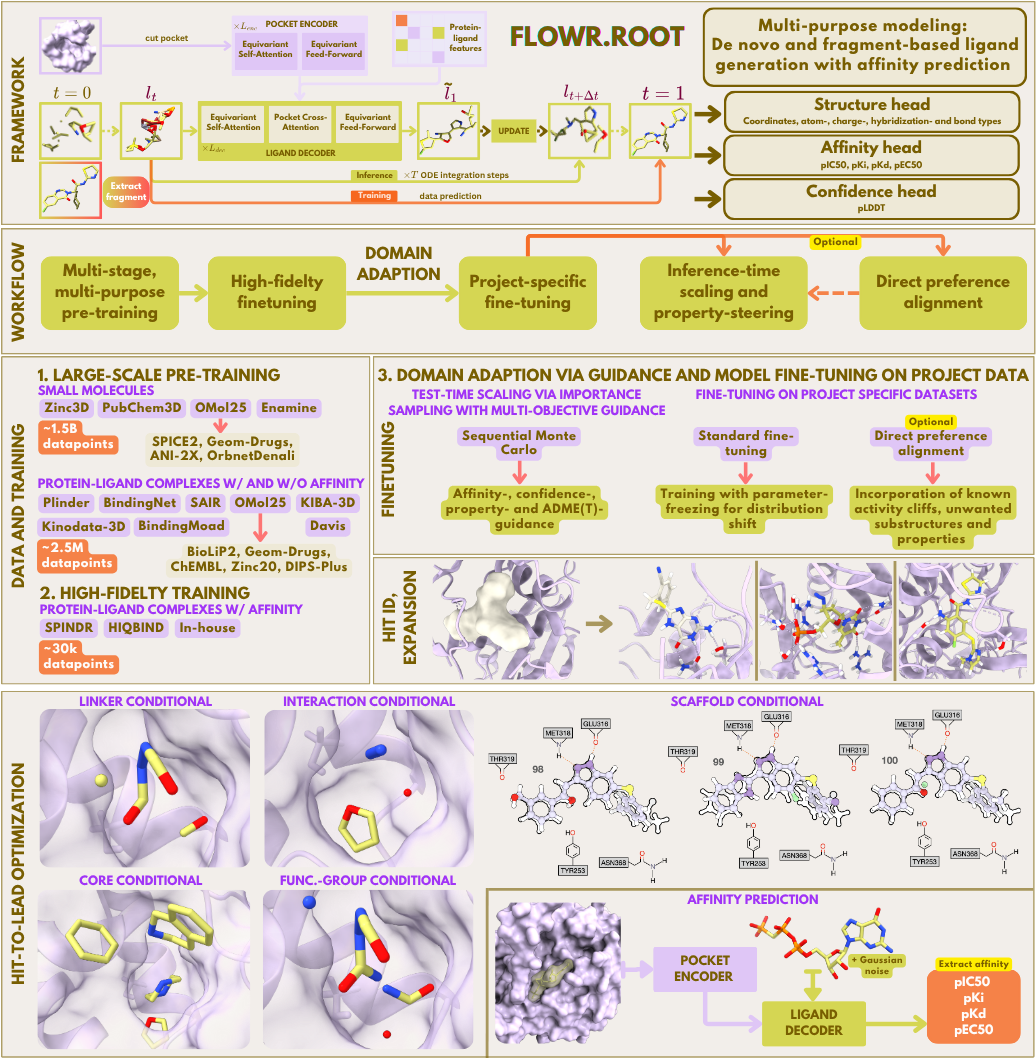 FRAMEWORK
cut pocket
×L_enc
POCKET ENCODER
Equivariant
Self-Attention
Equivariant
Feed-Forward
Protein-
ligand
features
FLOWR.ROOT
Multi-purpose modeling:
De novo and fragment-based ligand
generation with affinity prediction
t = 0
l_t
Equivariant
Self-Attention
Pocket Cross-
Attention
Equivariant
Feed-Forward
×L_dec
LIGAND DECODER
l̃_1
UPDATE
l_{t+Δt}
t = 1
Structure head
Coordinates, atom-, charge-, hybridization- and bond types
Affinity head
pIC50, pKi, pKd, pEC50
Confidence head
pLDDT
Extract
fragment
Inference
×T ODE integration steps
Training
data prediction
WORKFLOW
Multi-stage,
multi-purpose
pre-training
High-fidelty
finetuning
DOMAIN
ADAPTION
Project-specific
fine-tuning
Optional
Inference-time
scaling and
property-steering
Direct preference
alignment
DATA AND TRAINING
1. LARGE-SCALE PRE-TRAINING
SMALL MOLECULES
Zinc3D PubChem3D OMol25 Enamine
~1.5B
datapoints
SPICE2, Geom-Drugs,
ANI-2X, OrbnetDenali
PROTEIN-LIGAND COMPLEXES W/ AND W/O AFFINITY
Plinder BindingNet SAIR OMol25 KIBA-3D
Kinodata-3D BindingMoad Davis
~2.5M
datapoints
BioLiP2, Geom-Drugs,
ChEMBL, Zinc20, DIPS-Plus
2. HIGH-FIDELTY TRAINING
PROTEIN-LIGAND COMPLEXES W/ AFFINITY
SPINDR HIQBIND In-house
~30k
datapoints
3. DOMAIN ADAPTION VIA GUIDANCE AND MODEL FINE-TUNING ON PROJECT DATA
FINETUNING
TEST-TIME SCALING VIA IMPORTANCE
SAMPLING WITH MULTI-OBJECTIVE GUIDANCE
FINE-TUNING ON PROJECT SPECIFIC DATASETS
Sequential Monte
Carlo
Affinity-, confidence-,
property- and ADME(T)-
guidance
Standard fine-
tuning
Training with parameter-
freezing for distribution
shift
Optional
Direct preference
alignment
Incorporation of known
activity cliffs, unwanted
substructures and
properties
HIT ID,
EXPANSION
HIT-TO-LEAD OPTIMIZATION
LINKER CONDITIONAL
INTERACTION CONDITIONAL
SCAFFOLD CONDITIONAL
MET318
GLU316
H
O
THR319
O
98
HO
TYR253
ASN368
O
H
N
H
MET318
GLU316
H
O
THR319
O
99
HO
TYR253
ASN368
O
H
N
H
MET318
GLU316
H
O
THR319
O
100
HO
TYR253
ASN368
O
H
N
H
CORE CONDITIONAL
FUNC.-GROUP CONDITIONAL
AFFINITY PREDICTION
POCKET
ENCODER
+ Gaussian
noise
LIGAND
DECODER
Extract affinity
pIC50
pKi
pKd
pEC50